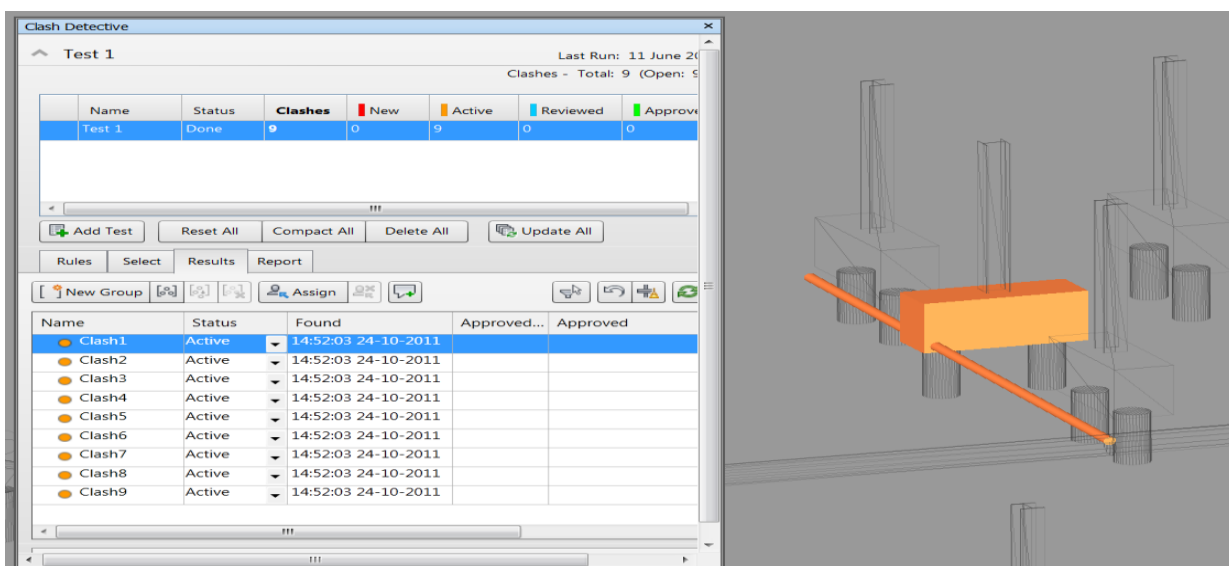 Clash Detective
Test 1
Last Run: 11 June 20
Clashes - Total: 9 (Open: 9
Name Status Clashes New Active Reviewed Approve
Test 1 Done 9 0 9 0 0
Add Test Reset All Compact All Delete All Update All
Rules Select Results Report
New Group Assign
Name Status Found Approved... Approved
Clash1 Active 14:52:03 24-10-2011
Clash2 Active 14:52:03 24-10-2011
Clash3 Active 14:52:03 24-10-2011
Clash4 Active 14:52:03 24-10-2011
Clash5 Active 14:52:03 24-10-2011
Clash6 Active 14:52:03 24-10-2011
Clash7 Active 14:52:03 24-10-2011
Clash8 Active 14:52:03 24-10-2011
Clash9 Active 14:52:03 24-10-2011